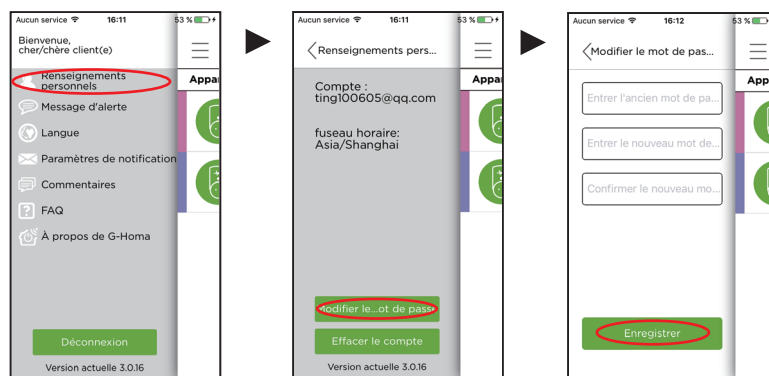 Aucun service 16:11 53 %
Bienvenue,
cher/chère client(e)
Renseignements
personnels
Message d'alerte
Langue
Paramètres de notification
Commentaires
? FAQ
À propos de G-Homa
Déconnexion
Version actuelle 3.0.16
Appa
Aucun service 16:11 53 %
Renseignements pers...
Compte :
ting100605@qq.com
fuseau horaire:
Asia/Shanghai
Modifier le...ot de passe
Effacer le compte
Version actuelle 3.0.16
Appa
Aucun service 16:12 53 %
Modifier le mot de pas...
Entrer l'ancien mot de pa...
Entrer le nouveau mot de...
Confirmer le nouveau mo...
Enregistrer
App